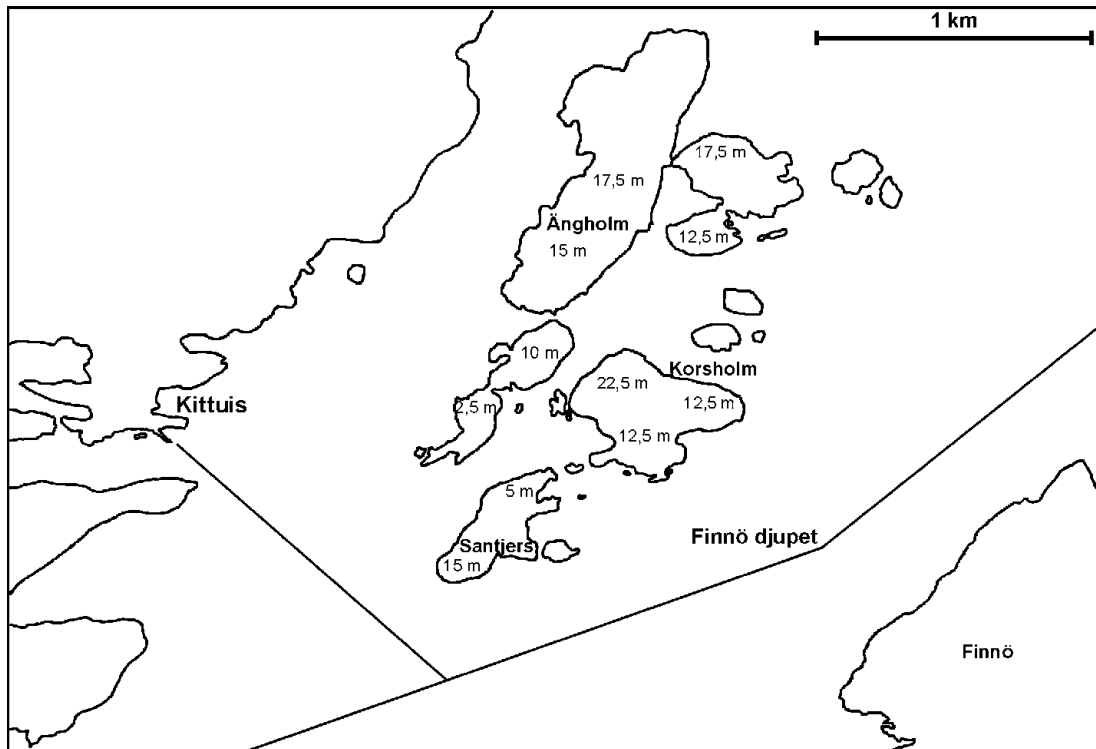 1 km
17,5 m
17,5 m
Ängholm
12,5 m
15 m
10 m
Korsholm
22,5 m
Kittuis
2,5 m
12,5 m
12,5 m
5 m
Finnö djupet
Santjers
15 m
Finnö